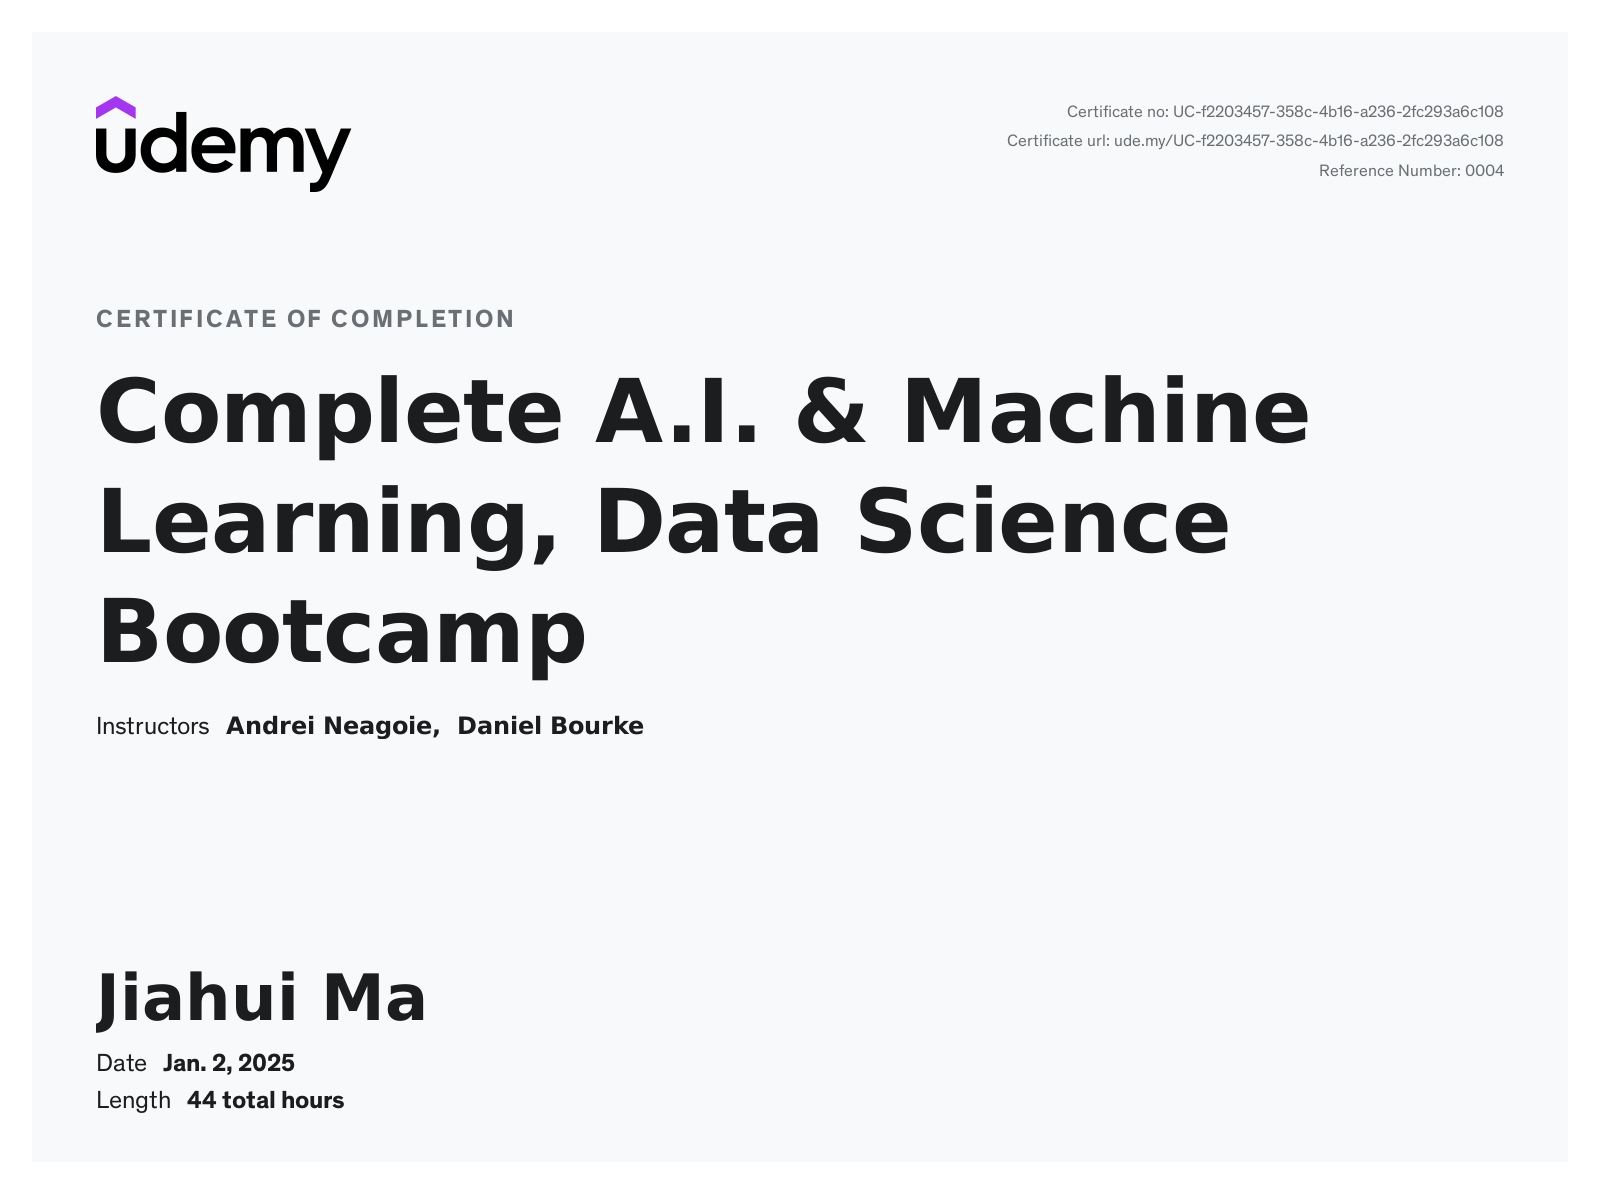 udemy
Certificate no: UC-f2203457-358c-4b16-a236-2fc293a6c108
Certificate url: ude.my/UC-f2203457-358c-4b16-a236-2fc293a6c108
Reference Number: 0004
CERTIFICATE OF COMPLETION
Complete A.I. & Machine
Learning, Data Science
Bootcamp
Instructors Andrei Neagoie, Daniel Bourke
Jiahui Ma
Date Jan. 2, 2025
Length 44 total hours